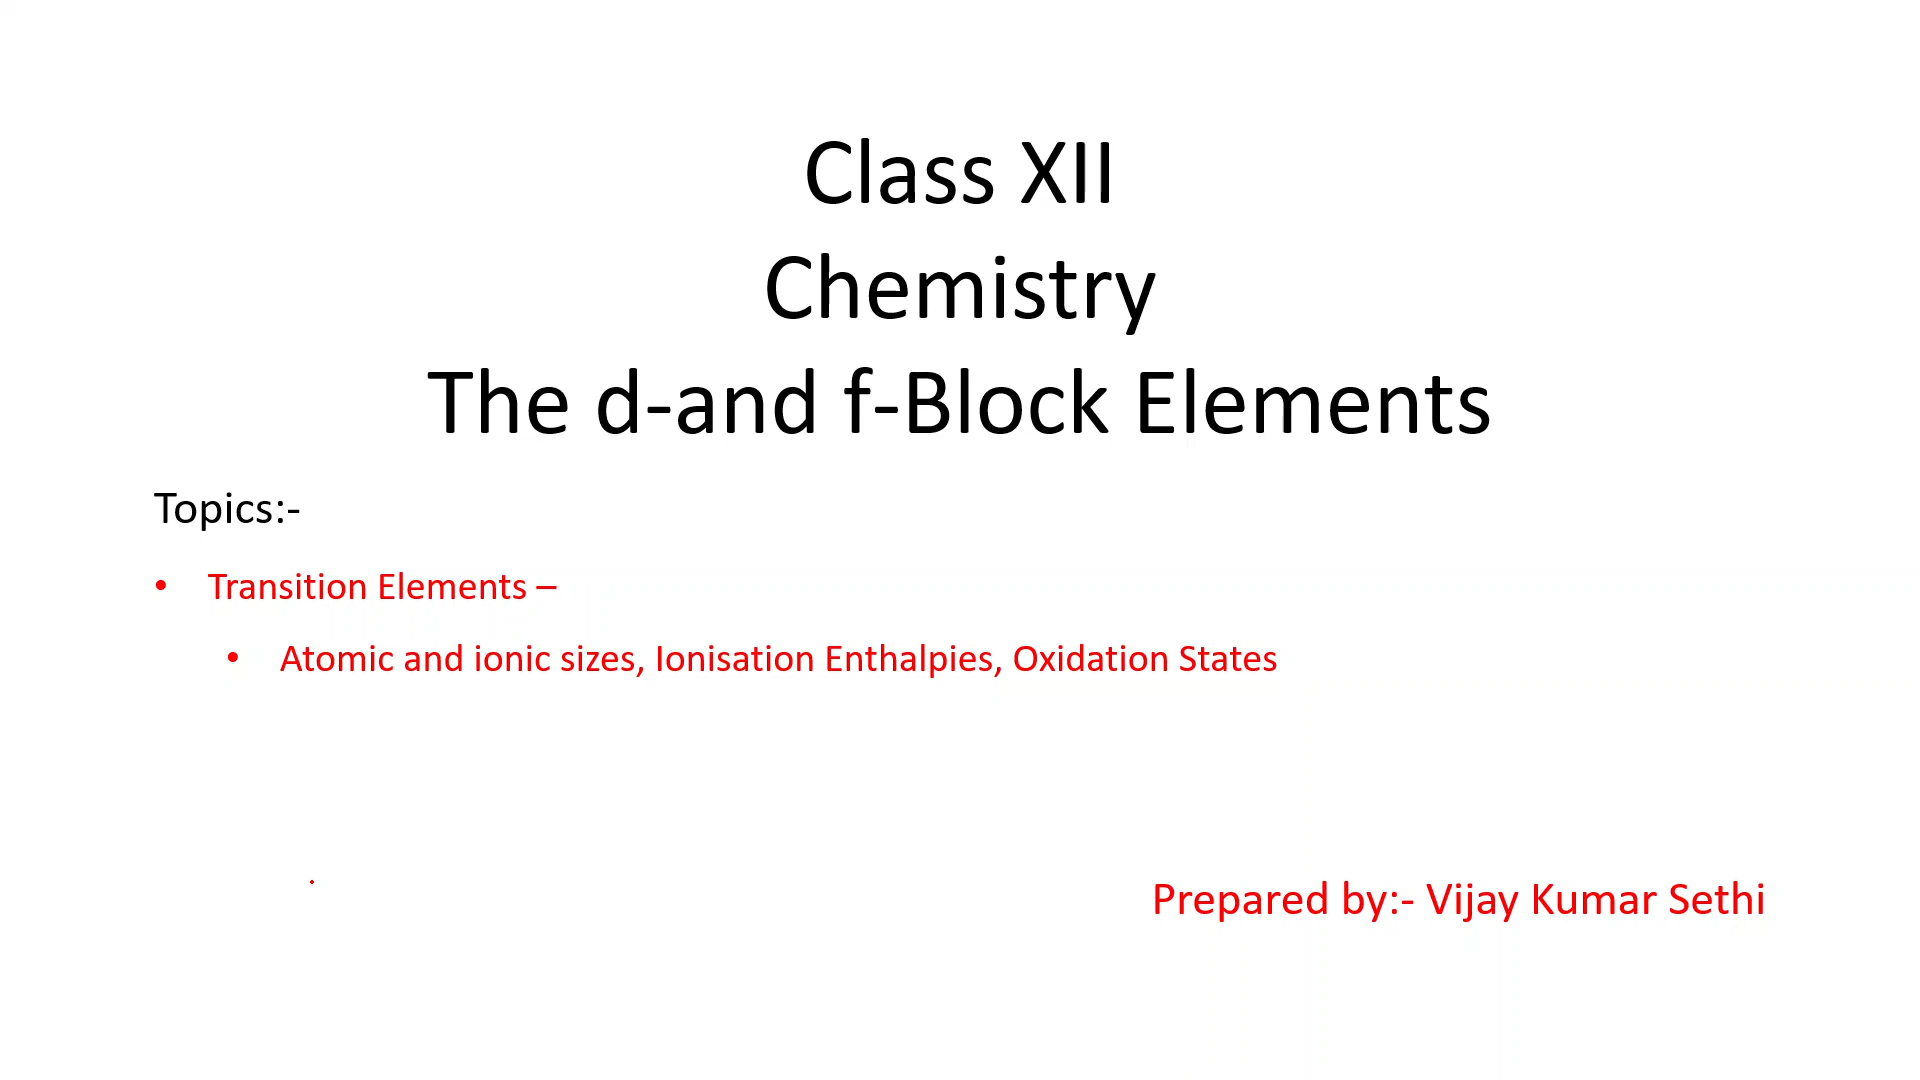 Class XII
Chemistry
The d-and f-Block Elements
Topics:-
• Transition Elements –
• Atomic and ionic sizes, Ionisation Enthalpies, Oxidation States
Prepared by:- Vijay Kumar Sethi